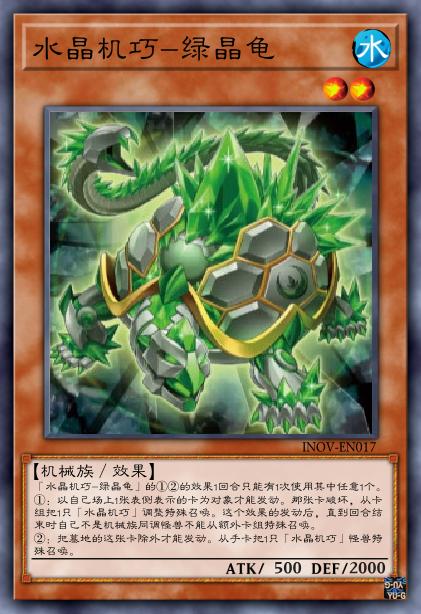 水晶机巧-绿晶龟
水
INOV-EN017
【机械族／效果】
「水晶机巧-绿晶龟」的①②的效果1回合只能有1次使用其中任意1个。
①：以自己场上1张表侧表示的卡为对象才能发动。那张卡破坏，从卡
组把1只「水晶机巧」调整特殊召唤。这个效果的发动后，直到回合结
束时自己不是机械族同调怪兽不能从额外卡组特殊召唤。
②：把墓地的这张卡除外才能发动。从手卡把1只「水晶机巧」怪兽特
殊召唤。
ATK/ 500 DEF/2000